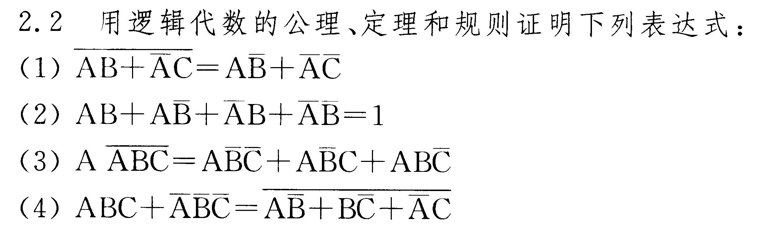 2.2 用逻辑代数的公理、定理和规则证明下列表达式：
(1) \overline{AB+\overline{A}C}=A\overline{B}+\overline{A}\overline{C}
(2) AB+A\overline{B}+\overline{A}B+\overline{A}\overline{B}=1
(3) A\overline{ABC}=A\overline{B}\overline{C}+A\overline{B}C+AB\overline{C}
(4) ABC+\overline{A}\overline{B}\overline{C}=\overline{A\overline{B}+B\overline{C}+\overline{A}C}